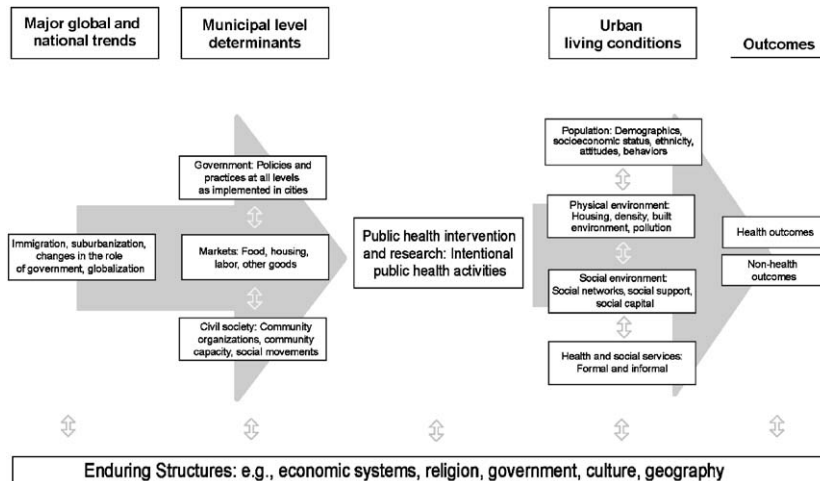 Major global and
national trends
Municipal level
determinants
Urban
living conditions
Outcomes
Immigration, suburbanization,
changes in the role
of government, globalization
Government: Policies and
practices at all levels
as implemented in cities
Markets: Food, housing,
labor, other goods
Civil society: Community
organizations, community
capacity, social movements
Public health intervention
and research: Intentional
public health activities
Population: Demographics,
socioeconomic status, ethnicity,
attitudes, behaviors
Physical environment:
Housing, density, built
environment, pollution
Social environment:
Social networks, social support,
social capital
Health and social services:
Formal and informal
Health outcomes
Non-health
outcomes
Enduring Structures: e.g., economic systems, religion, government, culture, geography